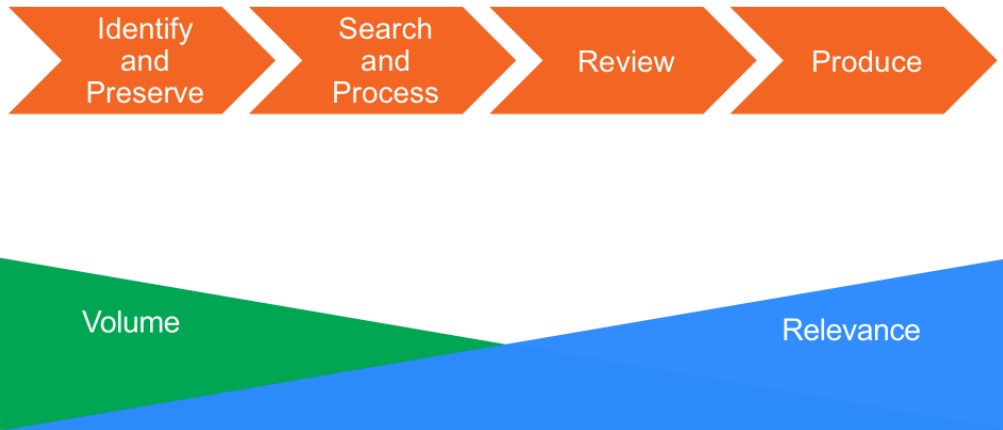 Identify
and
Preserve
Search
and
Process
Review
Produce
Volume
Relevance